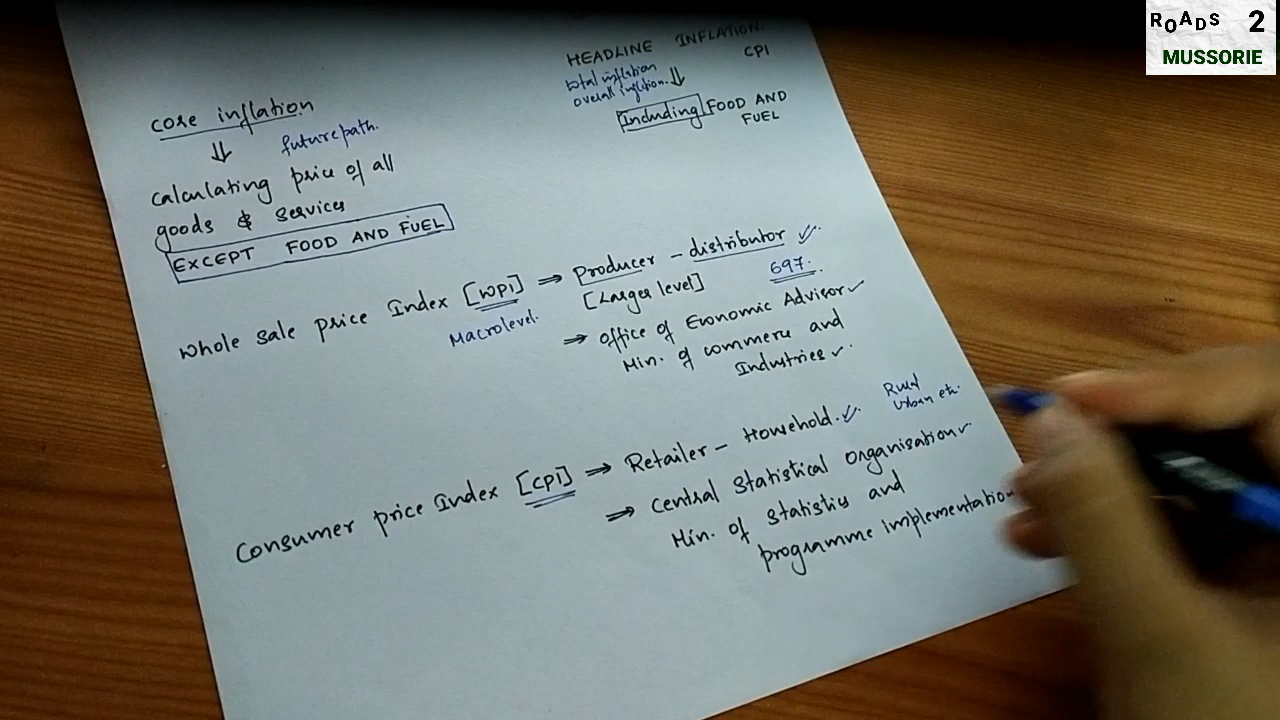 ROADS 2
MUSSORIE
HEADLINE INFLATION.
CPI
total inflation
overall inflation.
⇓
Including FOOD AND
FUEL
core inflation
⇓ future path.
calculating price of all
goods & services
EXCEPT FOOD AND FUEL
Whole sale price Index [WPI] ⇒ Producer - distributor ✓
Macrolevel.
[Larger level] 697.
⇒ Office of Economic Advisor ✓
Min. of commerce and
Industries ✓
Consumer price Index [CPI] ⇒ Retailer - Household. ✓
Rural
Urban etc.
⇒ Central Statistical Organisation ✓
Min. of Statistics and
programme implementation